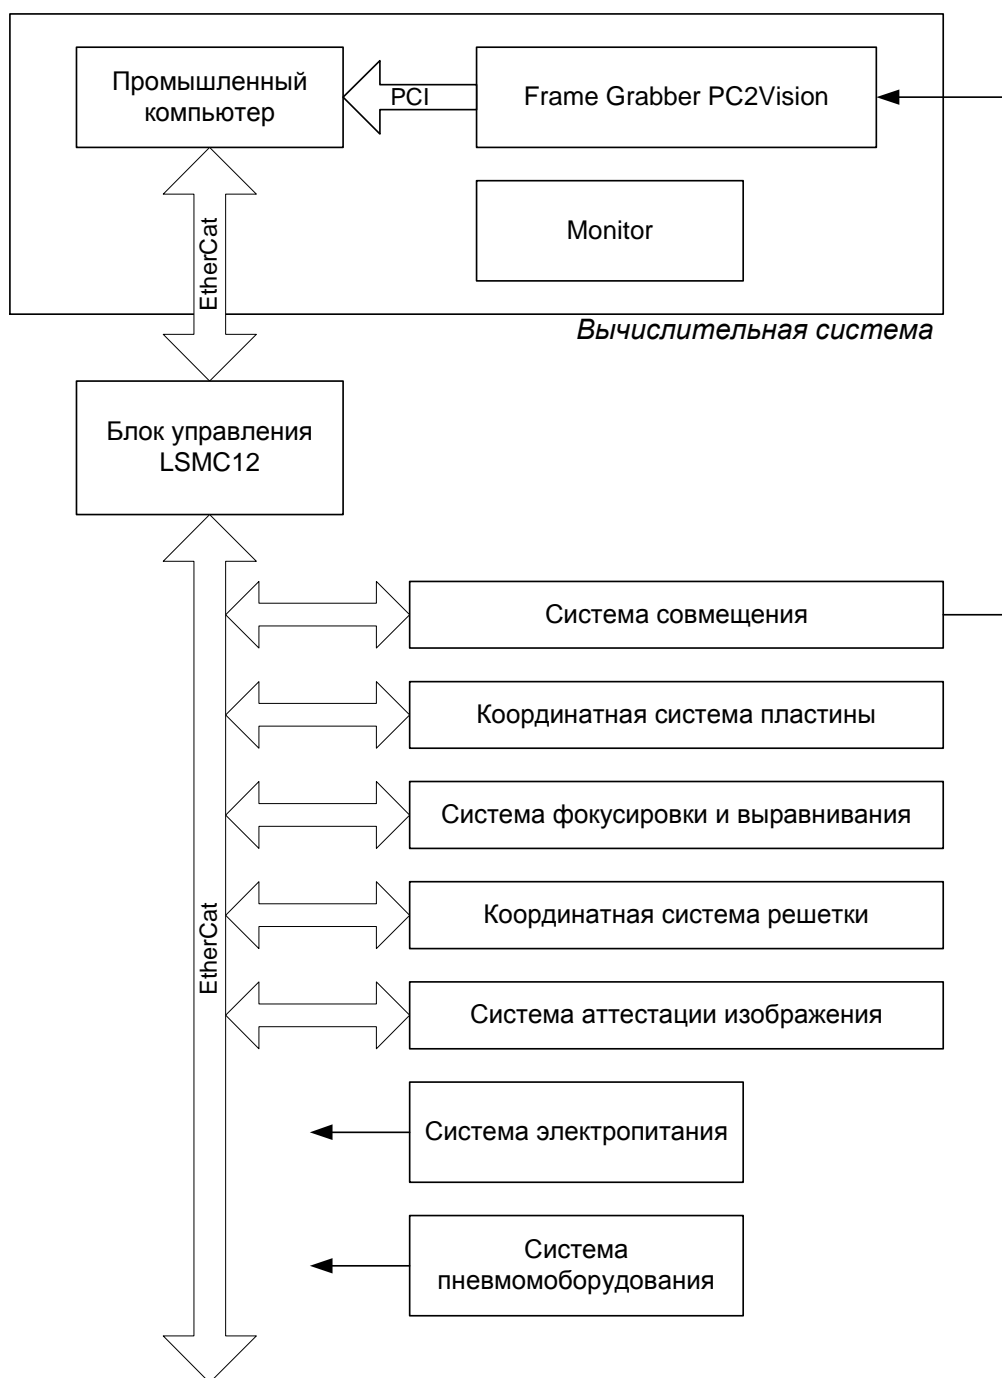 Промышленный
компьютер
PCI
Frame Grabber PC2Vision
Monitor
EtherCat
Вычислительная система
Блок управления
LSMC12
Система совмещения
Координатная система пластины
Система фокусировки и выравнивания
Координатная система решетки
EtherCat
Система аттестации изображения
Система электропитания
Система
пневмомоборудования